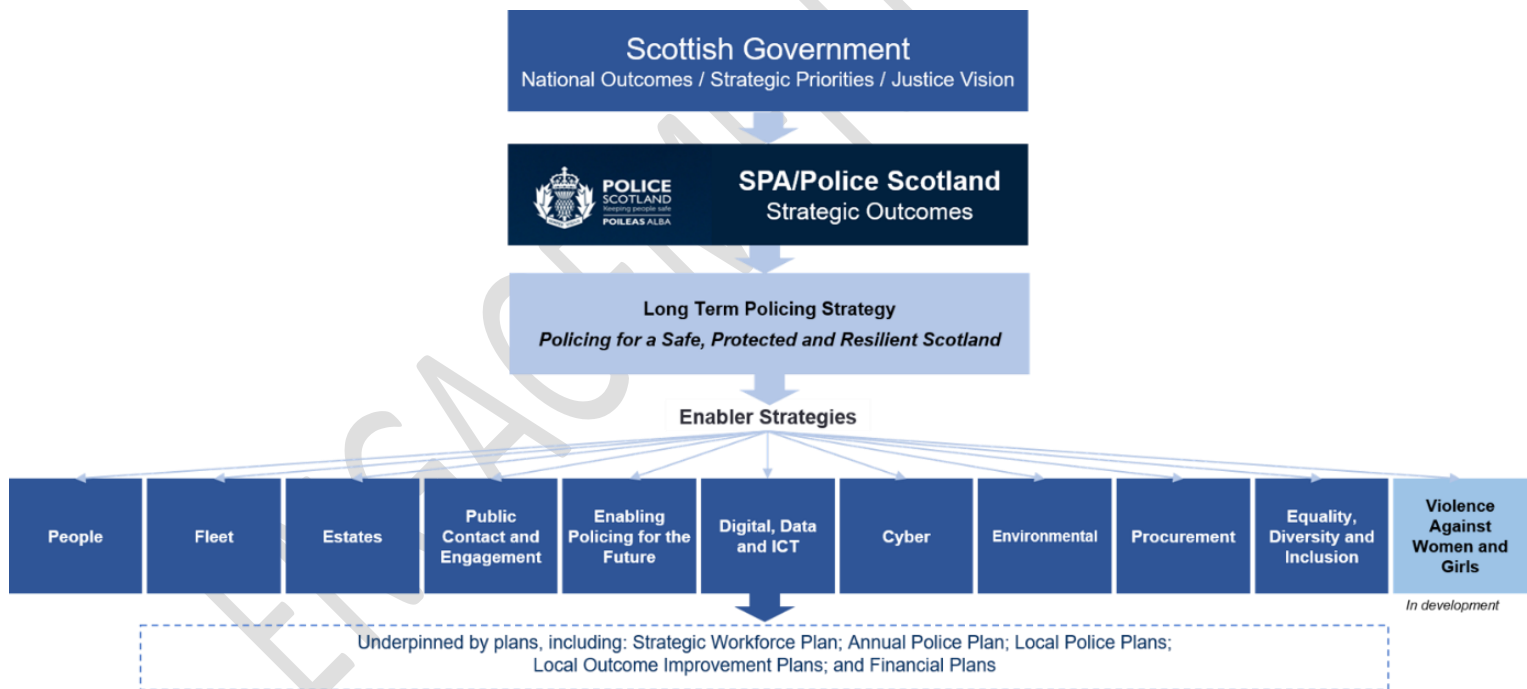 Scottish Government
National Outcomes / Strategic Priorities / Justice Vision
POLICE
SCOTLAND
Keeping people safe
POILEAS ALBA
SPA/Police Scotland
Strategic Outcomes
Long Term Policing Strategy
Policing for a Safe, Protected and Resilient Scotland
Enabler Strategies
People
Fleet
Estates
Public
Contact and
Engagement
Enabling
Policing for the
Future
Digital, Data
and ICT
Cyber
Environmental
Procurement
Equality,
Diversity and
Inclusion
Violence
Against
Women and
Girls
In development
Underpinned by plans, including: Strategic Workforce Plan; Annual Police Plan; Local Police Plans;
Local Outcome Improvement Plans; and Financial Plans